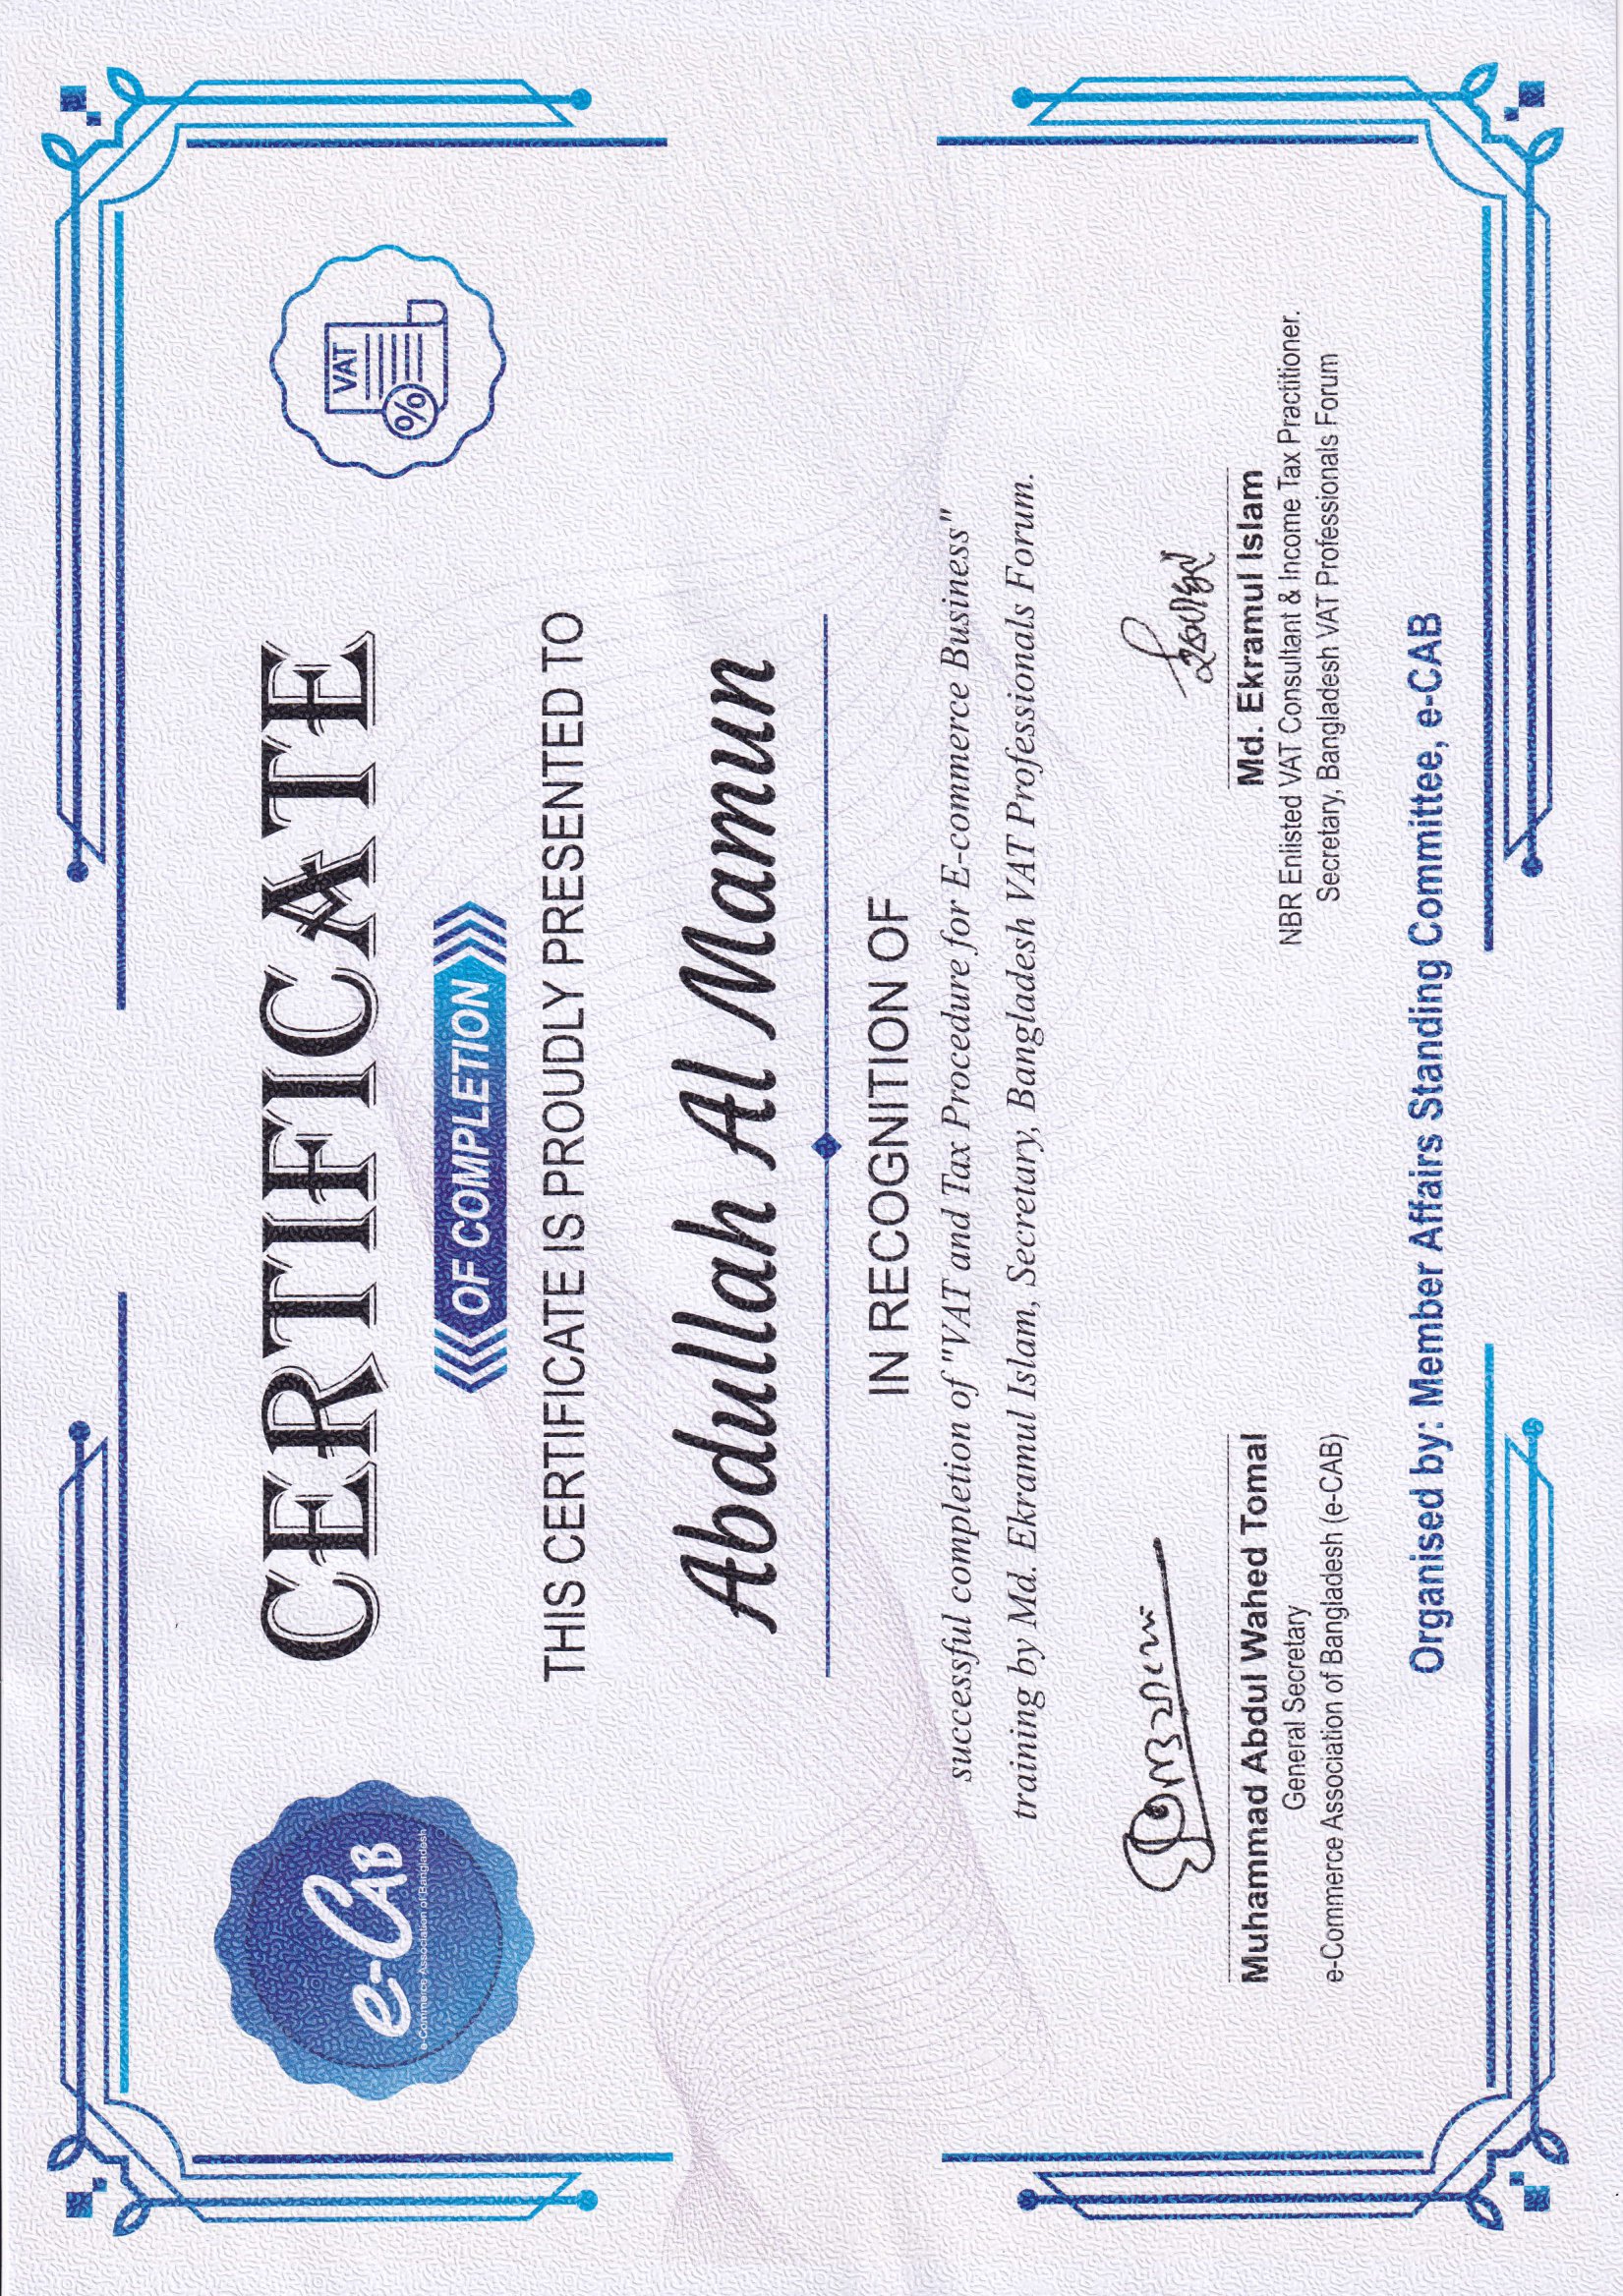 e-CAB
e-Commerce Association of Bangladesh
VAT
%
CERTIFICATE
OF COMPLETION
THIS CERTIFICATE IS PROUDLY PRESENTED TO
Abdullah Al Mamun
IN RECOGNITION OF
successful completion of "VAT and Tax Procedure for E-commerce Business"
training by Md. Ekramul Islam, Secretary, Bangladesh VAT Professionals Forum.
Muhammad Abdul Wahed Tomal
General Secretary
e-Commerce Association of Bangladesh (e-CAB)
Md. Ekramul Islam
NBR Enlisted VAT Consultant & Income Tax Practitioner.
Secretary, Bangladesh VAT Professionals Forum
Organised by: Member Affairs Standing Committee, e-CAB